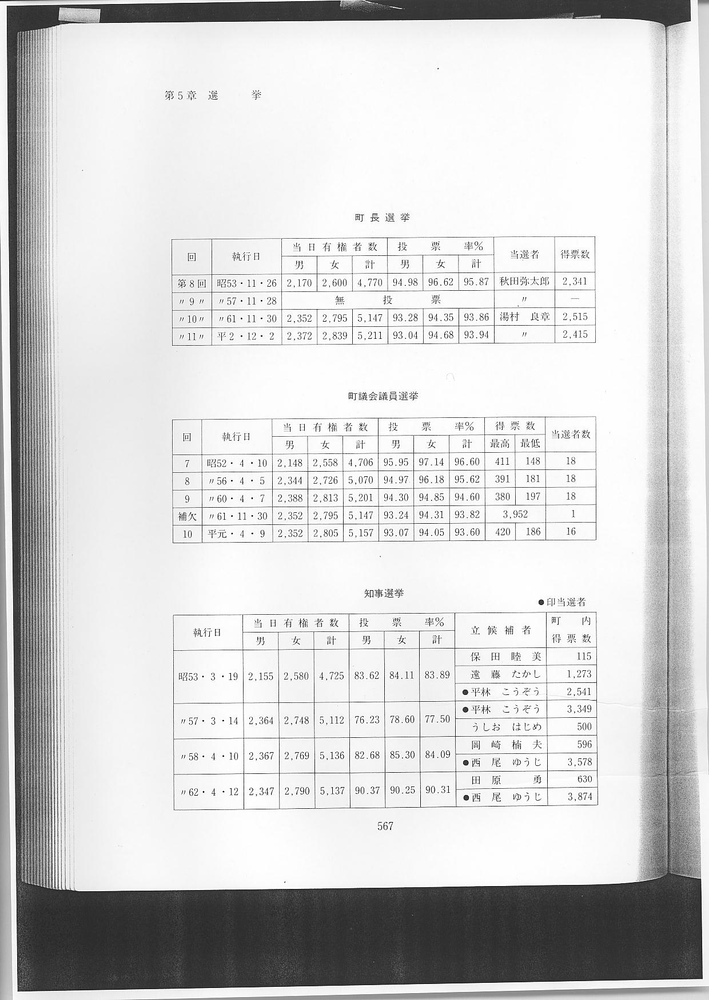 第5章 選 挙
町長選挙
回 執行日 当日有権者数 投票率% 当選者 得票数
男 女 計 男 女 計
第8回 昭53・11・26 2,170 2,600 4,770 94.98 96.62 95.87 秋田弥太郎 2,341
〃9〃 〃57・11・28 無投票 〃 —
〃10〃 〃61・11・30 2,352 2,795 5,147 93.28 94.35 93.86 湯村 良章 2,515
〃11〃 平2・12・2 2,372 2,839 5,211 93.04 94.68 93.94 〃 2,415
町議会議員選挙
回 執行日 当日有権者数 投票率% 得票数 当選者数
男 女 計 男 女 計 最高 最低
7 昭52・4・10 2,148 2,558 4,706 95.95 97.14 96.60 411 148 18
8 〃56・4・5 2,344 2,726 5,070 94.97 96.18 95.62 391 181 18
9 〃60・4・7 2,388 2,813 5,201 94.30 94.85 94.60 380 197 18
補欠 〃61・11・30 2,352 2,795 5,147 93.24 94.31 93.82 3,952 1
10 平元・4・9 2,352 2,805 5,157 93.07 94.05 93.60 420 186 16
知事選挙
●印当選者
執行日 当日有権者数 投票率% 立候補者 町内得票数
男 女 計 男 女 計
昭53・3・19 2,155 2,580 4,725 83.62 84.11 83.89 保田睦美 115
遠藤たかし 1,273
●平林 こうぞう 2,541
〃57・3・14 2,364 2,748 5,112 76.23 78.60 77.50 ●平林 こうぞう 3,349
うしお はじめ 500
〃58・4・10 2,367 2,769 5,136 82.68 85.30 84.09 岡崎楠夫 596
●西尾 ゆうじ 3,578
〃62・4・12 2,347 2,790 5,137 90.37 90.25 90.31 田原 勇 630
●西尾 ゆうじ 3,874
567